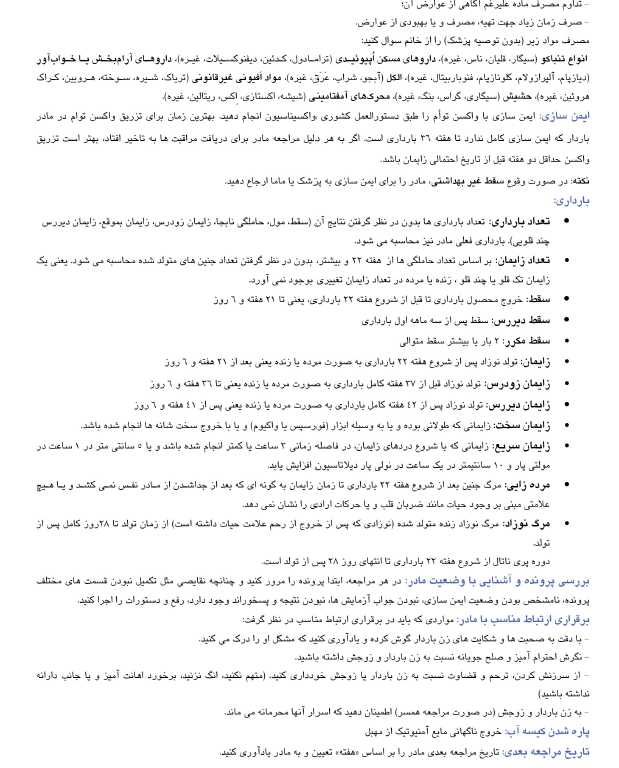 – تداوم مصرف ماده علیرغم آگاهی از عوارض آن؛
– صرف زمان زیاد جهت تهیه، مصرف و یا بهبودی از عوارض.
مصرف مواد زیر (بدون توصیه پزشک) را از خانم سوال کنید:
انواع تنباکو (سیگار، قلیان، ناس، غیره)، داروهای مسکن اُپیوئیدی (ترامادول، کدئین، دیفنوکسیلات، غیره)، داروهای آرام‌بخش یا خواب‌آور
(دیازپام، آلپرازولام، کلونازپام، فنوباربیتال، غیره)، الکل (آبجو، شراب، عَرَق، غیره)، مواد اَفیونی غیرقانونی (تریاک، شیره، سوخته، هرویین، کراک
هروئین، غیره)، حشیش (سیگاری، گراس، بنگ، غیره)، محرک‌های آمفتامینی (شیشه، اکستازی، اکس، ریتالین، غیره).
ایمن سازی: ایمن سازی با واکسن توأم را طبق دستورالعمل کشوری واکسیناسیون انجام دهید. بهترین زمان برای تزریق واکسن توام در مادر
باردار که ایمن سازی کامل ندارد تا هفته ٣٦ بارداری است. اگر به هر دلیل مراجعه مادر برای دریافت مراقبت ها به تاخیر افتاد، بهتر است تزریق
واکسن حداقل دو هفته قبل از تاریخ احتمالی زایمان باشد.
نکته: در صورت وقوع سقط غیر بهداشتی، مادر را برای ایمن سازی به پزشک یا ماما ارجاع دهید.
بارداری:
• تعداد بارداری: تعداد بارداری ها بدون در نظر گرفتن نتایج آن (سقط، مول، حاملگی نابجا، زایمان زودرس، زایمان بموقع، زایمان دیررس
چند قلویی). بارداری فعلی مادر نیز محاسبه می شود.
• تعداد زایمان: بر اساس تعداد حاملگی ها از هفته ٢٢ و بیشتر، بدون در نظر گرفتن تعداد جنین های متولد شده محاسبه می شود. یعنی یک
زایمان تک قلو یا چند قلو ، زنده یا مرده در تعداد زایمان تغییری بوجود نمی آورد.
• سقط: خروج محصول بارداری تا قبل از شروع هفته ٢٢ بارداری، یعنی تا ٢١ هفته و ٦ روز
• سقط دیررس: سقط پس از سه ماهه اول بارداری
• سقط مکرر: ٢ بار یا بیشتر سقط متوالی
• زایمان: تولد نوزاد پس از شروع هفته ٢٢ بارداری به صورت مرده یا زنده یعنی بعد از ٢١ هفته و ٦ روز
• زایمان زودرس: تولد نوزاد قبل از ٣٧ هفته کامل بارداری به صورت مرده یا زنده یعنی تا ٣٦ هفته و ٦ روز
• زایمان دیررس: تولد نوزاد پس از ٤٢ هفته کامل بارداری به صورت مرده یا زنده یعنی پس از ٤١ هفته و ٦ روز
• زایمان سخت: زایمانی که طولانی بوده و یا به وسیله ابزار (فورسپس یا واکیوم) و یا با خروج سخت شانه ها انجام شده باشد.
• زایمان سریع: زایمانی که با شروع دردهای زایمان، در فاصله زمانی ٣ ساعت یا کمتر انجام شده باشد و یا ٥ سانتی متر در ١ ساعت در
مولتی پار و ١٠ سانتیمتر در یک ساعت در نولی پار دیلاتاسیون افزایش یابد.
• مرده زایی: مرگ جنین بعد از شروع هفته ٢٢ بارداری تا زمان زایمان به گونه ای که بعد از جداشدن از مادر نفس نمی کشد و یا هیچ
علامتی مبنی بر وجود حیات مانند ضربان قلب و یا حرکات ارادی را نشان نمی دهد.
• مرگ نوزاد: مرگ نوزاد زنده متولد شده (نوزادی که پس از خروج از رحم علامت حیات داشته است) از زمان تولد تا ٢٨روز کامل پس از
تولد.
دوره پری ناتال از شروع هفته ٢٢ بارداری تا انتهای روز ٢٨ پس از تولد است.
بررسی پرونده و آشنایی با وضعیت مادر: در هر مراجعه، ابتدا پرونده را مرور کنید و چنانچه نقایصی مثل تکمیل نبودن قسمت های مختلف
پرونده، نامشخص بودن وضعیت ایمن سازی، نبودن جواب آزمایش ها، نبودن نتیجه و پسخوراند وجود دارد، رفع و دستورات را اجرا کنید.
برقراری ارتباط مناسب با مادر: مواردی که باید در برقراری ارتباط مناسب در نظر گرفت:
– با دقت به صحبت ها و شکایت های زن باردار گوش کرده و یادآوری کنید که مشکل او را درک می کنید.
– نگرش احترام آمیز و صلح جویانه نسبت به زن باردار و زوجش داشته باشید.
– از سرزنش کردن، ترحم و قضاوت نسبت به زن باردار یا زوجش خودداری کنید. (متهم نکنید، انگ نزنید، برخورد اهانت آمیز و یا جانب دارانه
نداشته باشید)
– به زن باردار و زوجش (در صورت مراجعه همسر) اطمینان دهید که اسرار آنها محرمانه می ماند.
پاره شدن کیسه آب: خروج ناگهانی مایع آمنیوتیک از مهبل
تاریخ مراجعه بعدی: تاریخ مراجعه بعدی مادر را بر اساس «هفته» تعیین و به مادر یادآوری کنید.